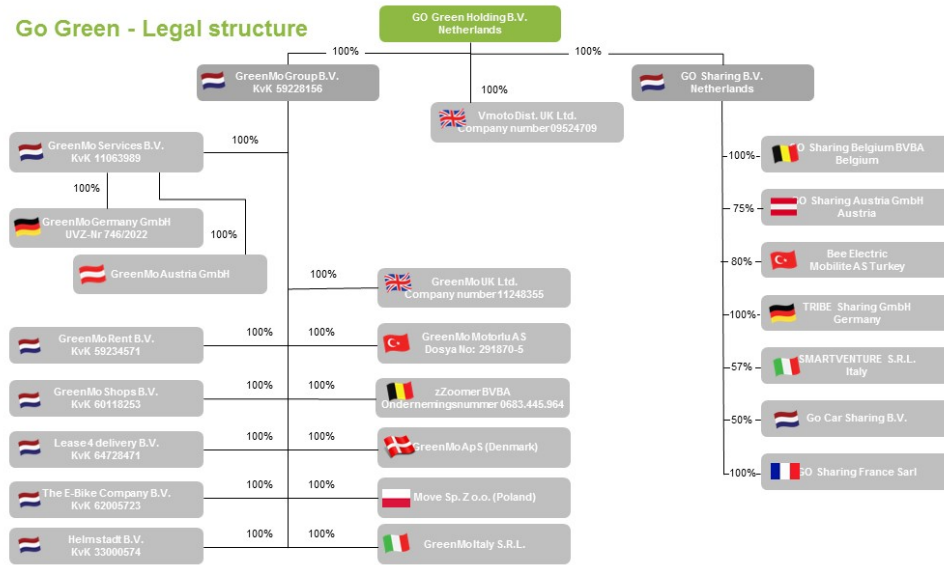 Go Green - Legal structure
GO Green Holding B.V.
Netherlands
100%
100%
100%
GreenMo Group B.V.
KvK 59228156
Vmoto Dist. UK Ltd.
Company number 09524709
GO Sharing B.V.
Netherlands
GreenMo Services B.V.
KvK 11063989
100%
100%
GreenMo Germany GmbH
UVZ-Nr 746/2022
100%
GreenMo Austria GmbH
100%
GreenMo UK Ltd.
Company number 11248355
GreenMo Rent B.V.
KvK 59234571
100%
100%
GreenMo Motorlu AS
Dosya No: 291870-5
GreenMo Shops B.V.
KvK 60118253
100%
100%
zZoomer BVBA
Ondernemingsnummer 0683.445.964
Lease 4 delivery B.V.
KvK 64728471
100%
100%
GreenMo ApS (Denmark)
The E-Bike Company B.V.
KvK 62005723
100%
100%
Move Sp. Z o.o. (Poland)
Helmstadt B.V.
KvK 33000574
100%
100%
GreenMo Italy S.R.L.
100%
GO Sharing Belgium BVBA
Belgium
75%
GO Sharing Austria GmbH
Austria
80%
Bee Electric
Mobilite AS Turkey
100%
TRIBE Sharing GmbH
Germany
57%
SMARTVENTURE S.R.L.
Italy
50%
Go Car Sharing B.V.
100%
GO Sharing France Sarl